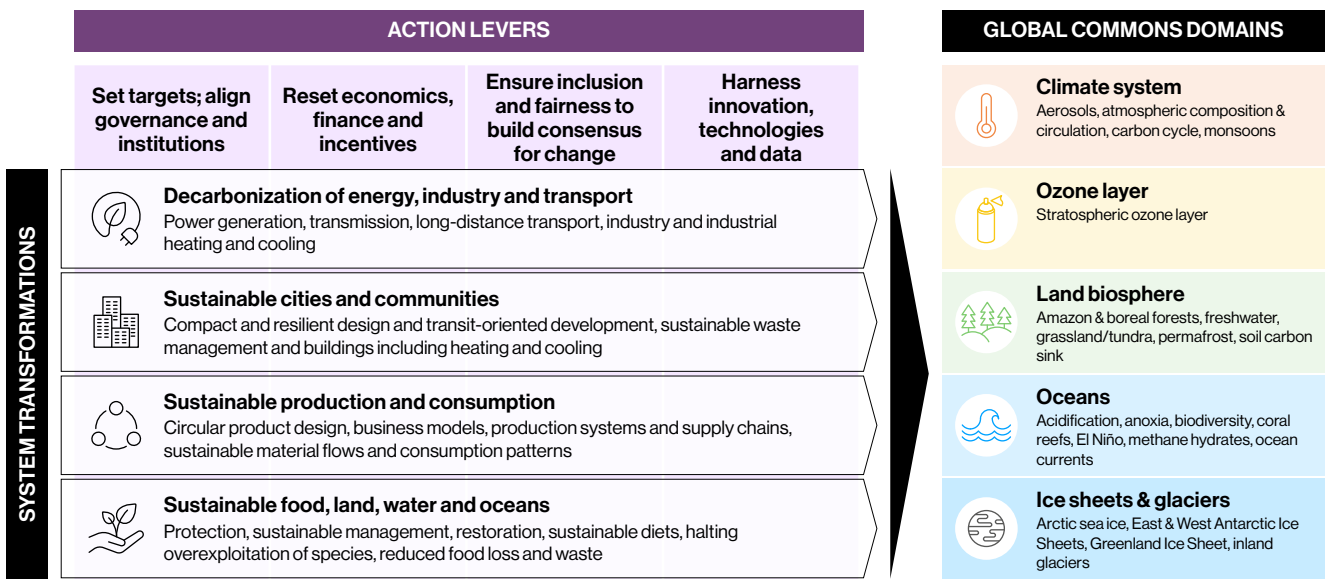 ACTION LEVERS
Set targets; align
governance and
institutions
Reset economics,
finance and
incentives
Ensure inclusion
and fairness to
build consensus
for change
Harness
innovation,
technologies
and data
SYSTEM TRANSFORMATIONS
Decarbonization of energy, industry and transport
Power generation, transmission, long-distance transport, industry and industrial
heating and cooling
Sustainable cities and communities
Compact and resilient design and transit-oriented development, sustainable waste
management and buildings including heating and cooling
Sustainable production and consumption
Circular product design, business models, production systems and supply chains,
sustainable material flows and consumption patterns
Sustainable food, land, water and oceans
Protection, sustainable management, restoration, sustainable diets, halting
overexploitation of species, reduced food loss and waste
GLOBAL COMMONS DOMAINS
Climate system
Aerosols, atmospheric composition &
circulation, carbon cycle, monsoons
Ozone layer
Stratospheric ozone layer
Land biosphere
Amazon & boreal forests, freshwater,
grassland/tundra, permafrost, soil carbon
sink
Oceans
Acidification, anoxia, biodiversity, coral
reefs, El Niño, methane hydrates, ocean
currents
Ice sheets & glaciers
Arctic sea ice, East & West Antarctic Ice
Sheets, Greenland Ice Sheet, inland
glaciers